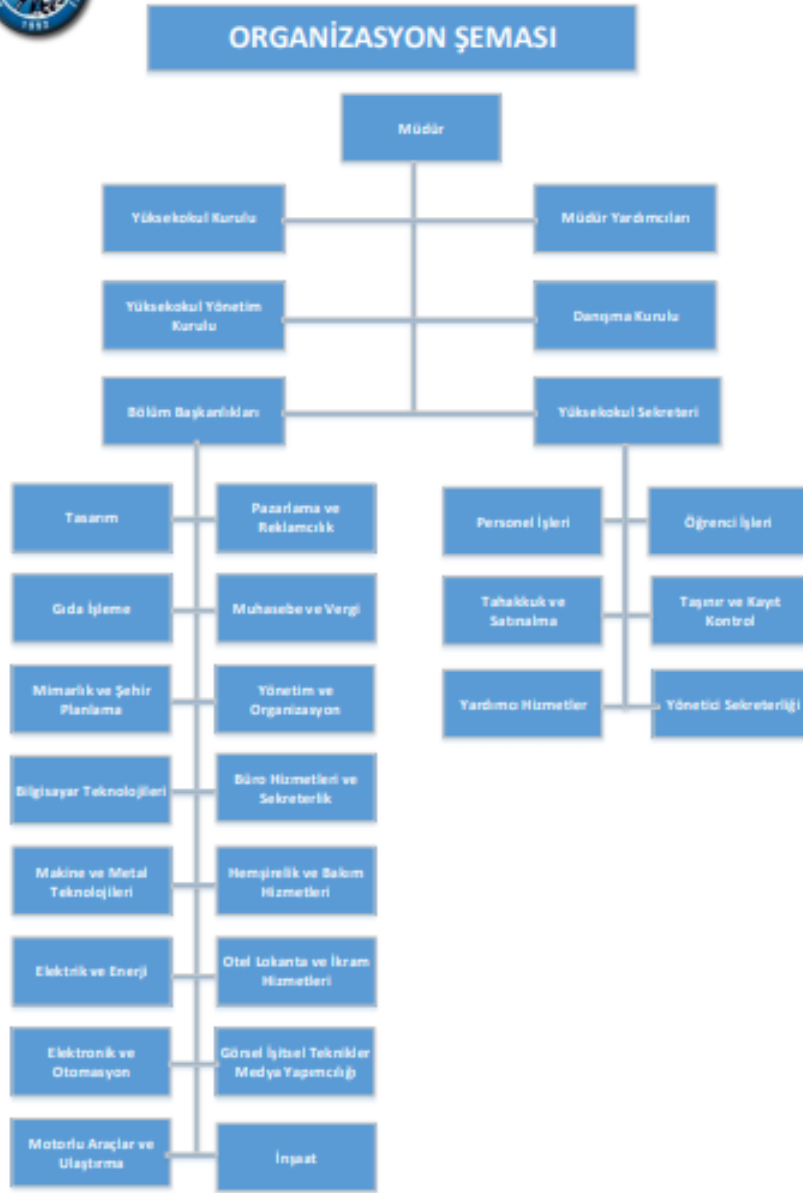 1992
ORGANİZASYON ŞEMASI
Müdür
Yüksekokul Kurulu
Müdür Yardımcıları
Yüksekokul Yönetim
Kurulu
Danışma Kurulu
Bölüm Başkanlıkları
Yüksekokul Sekreteri
Tasarım
Pazarlama ve
Reklamcılık
Personel İşleri
Öğrenci İşleri
Gıda İşleme
Muhasebe ve Vergi
Tahakkuk ve
Satınalma
Taşınır ve Kayıt
Kontrol
Mimarlık ve Şehir
Planlama
Yönetim ve
Organizasyon
Yardımcı Hizmetler
Yönetici Sekreterliği
Bilgisayar Teknolojileri
Büro Hizmetleri ve
Sekreterlik
Makine ve Metal
Teknolojileri
Hemşirelik ve Bakım
Hizmetleri
Elektrik ve Enerji
Otel Lokanta ve İkram
Hizmetleri
Elektronik ve
Otomasyon
Görsel İşitsel Teknikler
Medya Yapımcılığı
Motorlu Araçlar ve
Ulaştırma
İnşaat